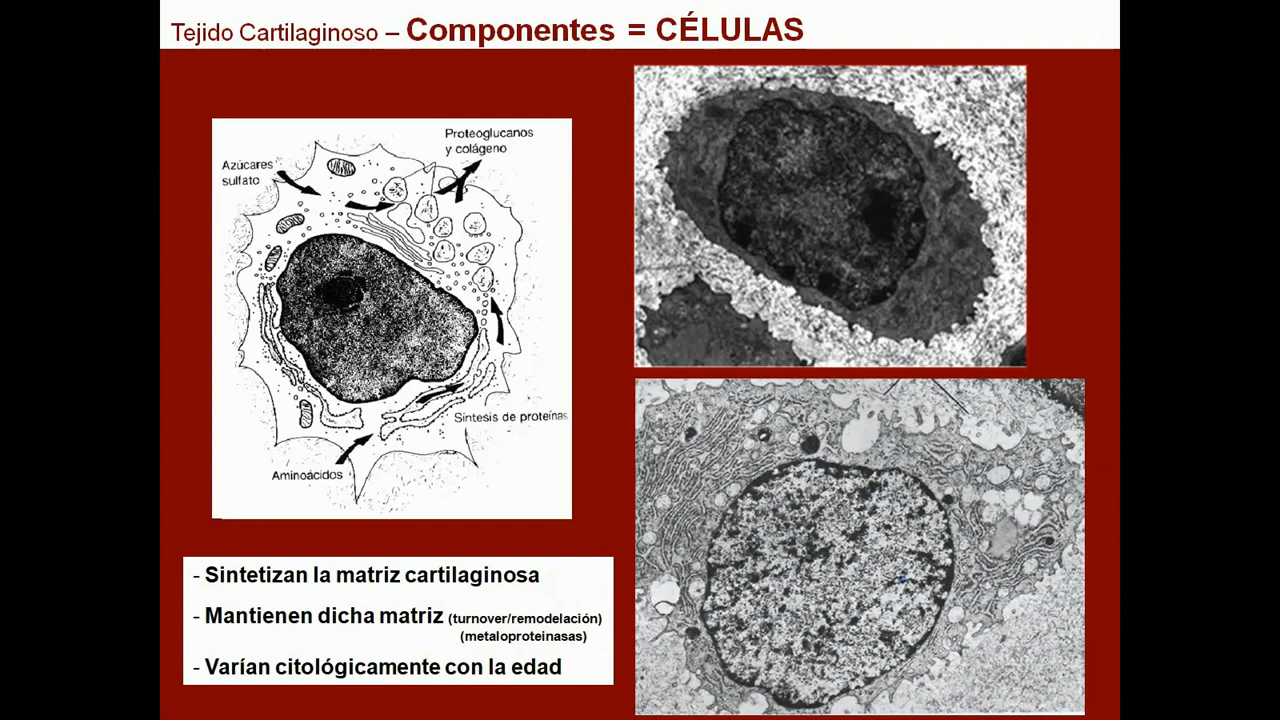 Tejido Cartilaginoso – Componentes = CÉLULAS
Proteoglucanos
y colágeno
Azúcares
sulfato
Síntesis de proteínas
Aminoácidos
- Sintetizan la matriz cartilaginosa
- Mantienen dicha matriz (turnover/remodelación)
(metaloproteinasas)
- Varían citológicamente con la edad